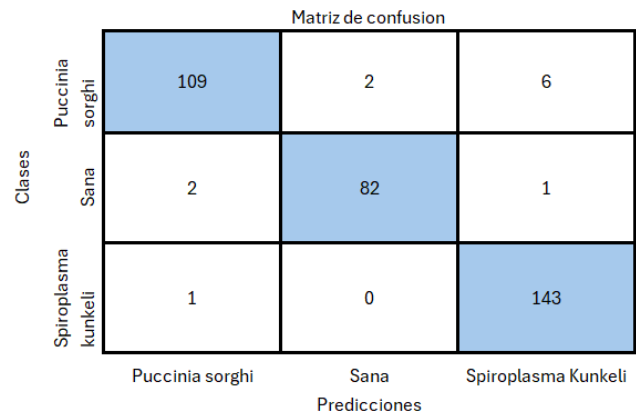 Matriz de confusion
Clases
Puccinia
sorghi
109 2 6
Sana
2 82 1
Spiroplasma
kunkeli
1 0 143
Puccinia sorghi Sana Spiroplasma Kunkeli
Predicciones